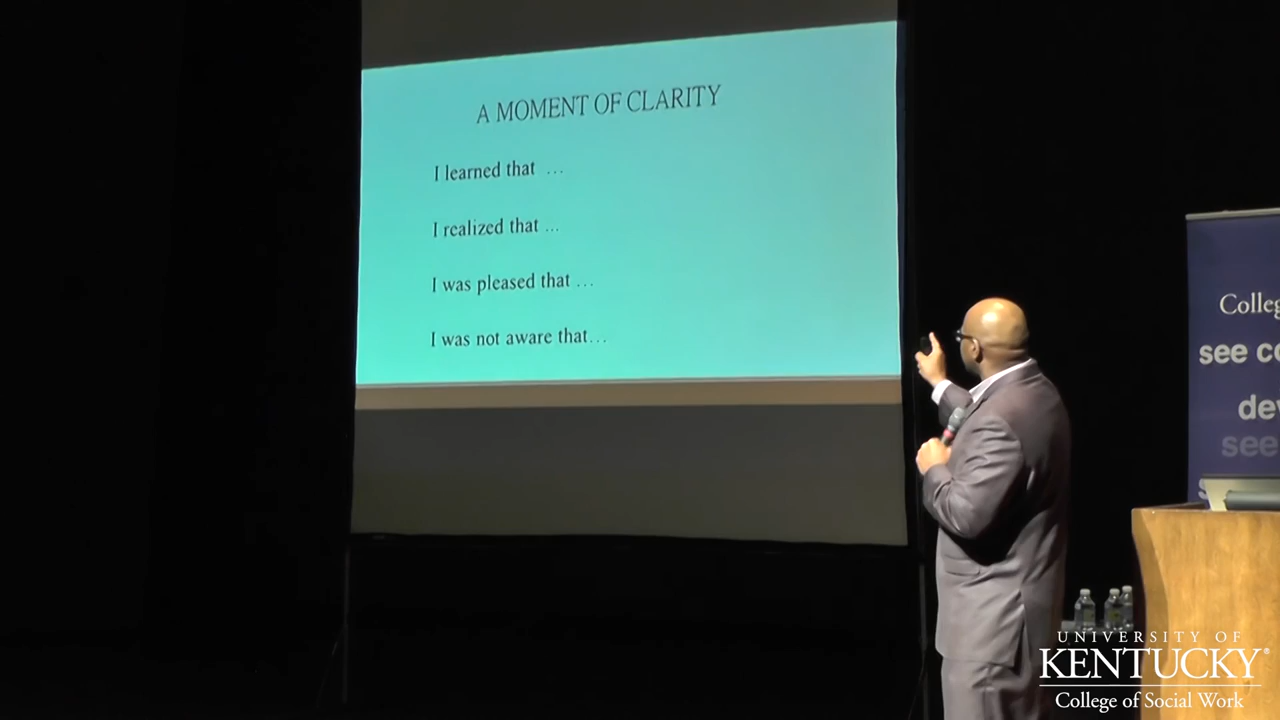 A MOMENT OF CLARITY
I learned that ...
I realized that ...
I was pleased that ...
I was not aware that...
see
UNIVERSITY OF
KENTUCKY®
College of Social Work